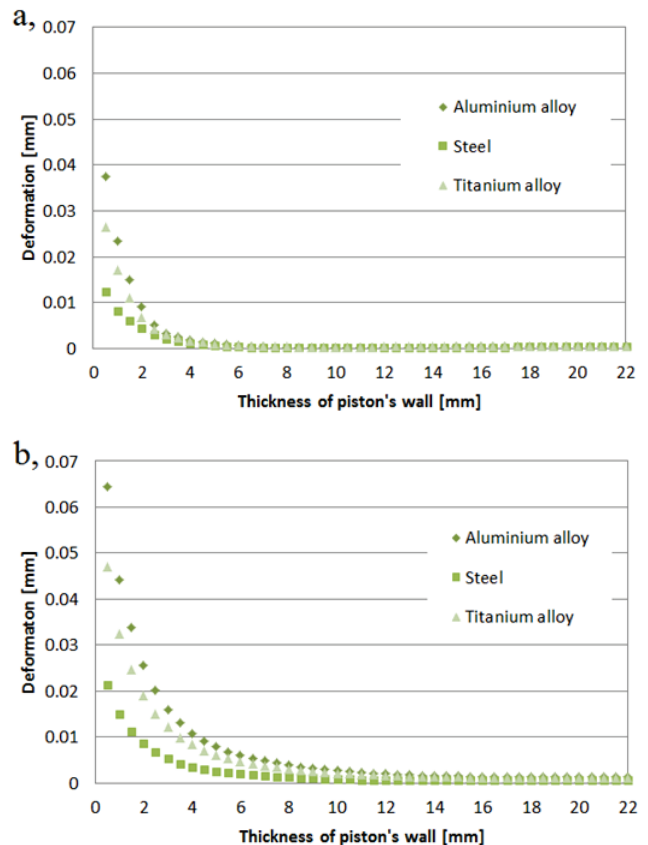 a,
0.07
0.06
0.05
0.04
0.03
0.02
0.01
0
Deformation [mm]
Aluminium alloy
Steel
Titanium alloy
0 2 4 6 8 10 12 14 16 18 20 22
Thickness of piston's wall [mm]
b,
0.07
0.06
0.05
0.04
0.03
0.02
0.01
0
Deformaton [mm]
Aluminium alloy
Steel
Titanium alloy
0 2 4 6 8 10 12 14 16 18 20 22
Thickness of piston's wall [mm]